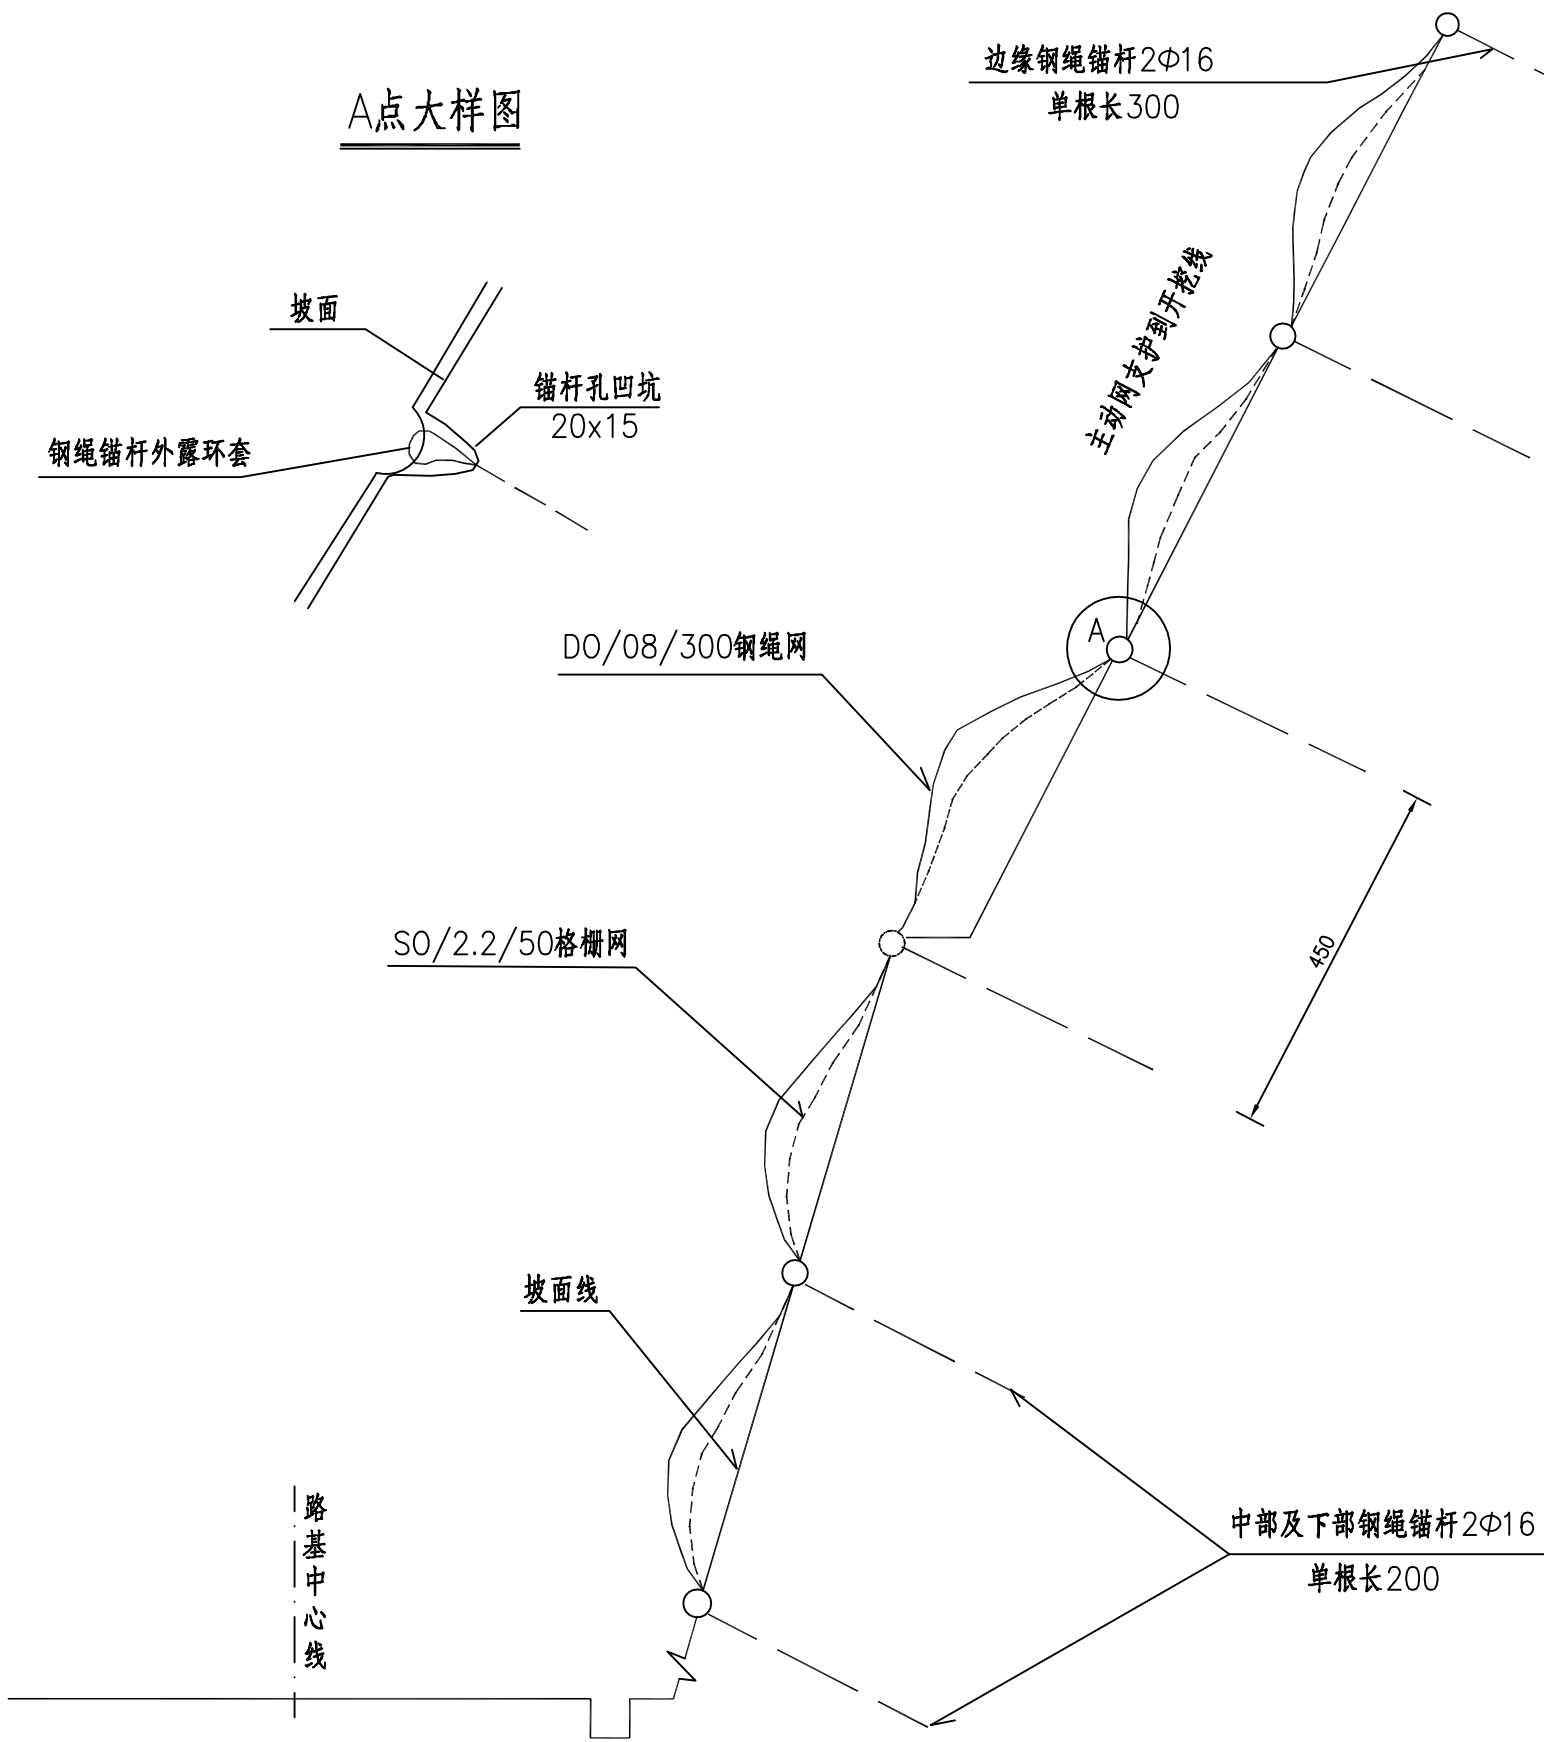 边缘钢绳锚杆2Φ16
单根长300
A点大样图
主动网支护到开挖线
坡面
锚杆孔凹坑
20x15
钢绳锚杆外露环套
A
DO/08/300钢绳网
SO/2.2/50格栅网
450
坡面线
路基中心线
中部及下部钢绳锚杆2Φ16
单根长200